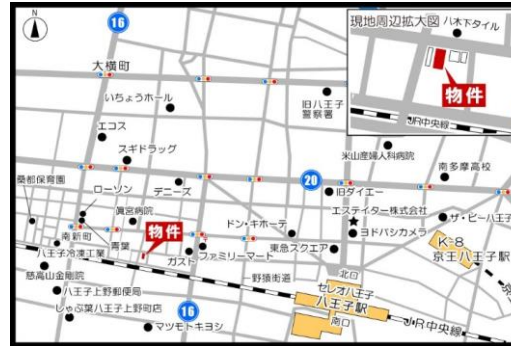 16
現地周辺拡大図
八木下タイル
物件
JR中央線
大横町
いちょうホール
旧八王子
警察署
エコス
スギドラッグ
米山産婦人科病院
南多摩高校
20
桑都保育園
ローソン
デニーズ
旧ダイエー
眞宮病院
エステイター株式会社
ザ・ビー八王子
南新町
青葉
物件
ドン・キホーテ
ヨドバシカメラ
K-8
八王子冷凍工業
ガスト
ファミリーマート
東急スクエア
京王八王子駅
慈高山金剛院
野猿街道
北口
京
八王子上野郵便局
セレオ八王子
八王子駅
しゃぶ葉八王子上野町店
16
マツモトキヨシ
南口
JR中央線